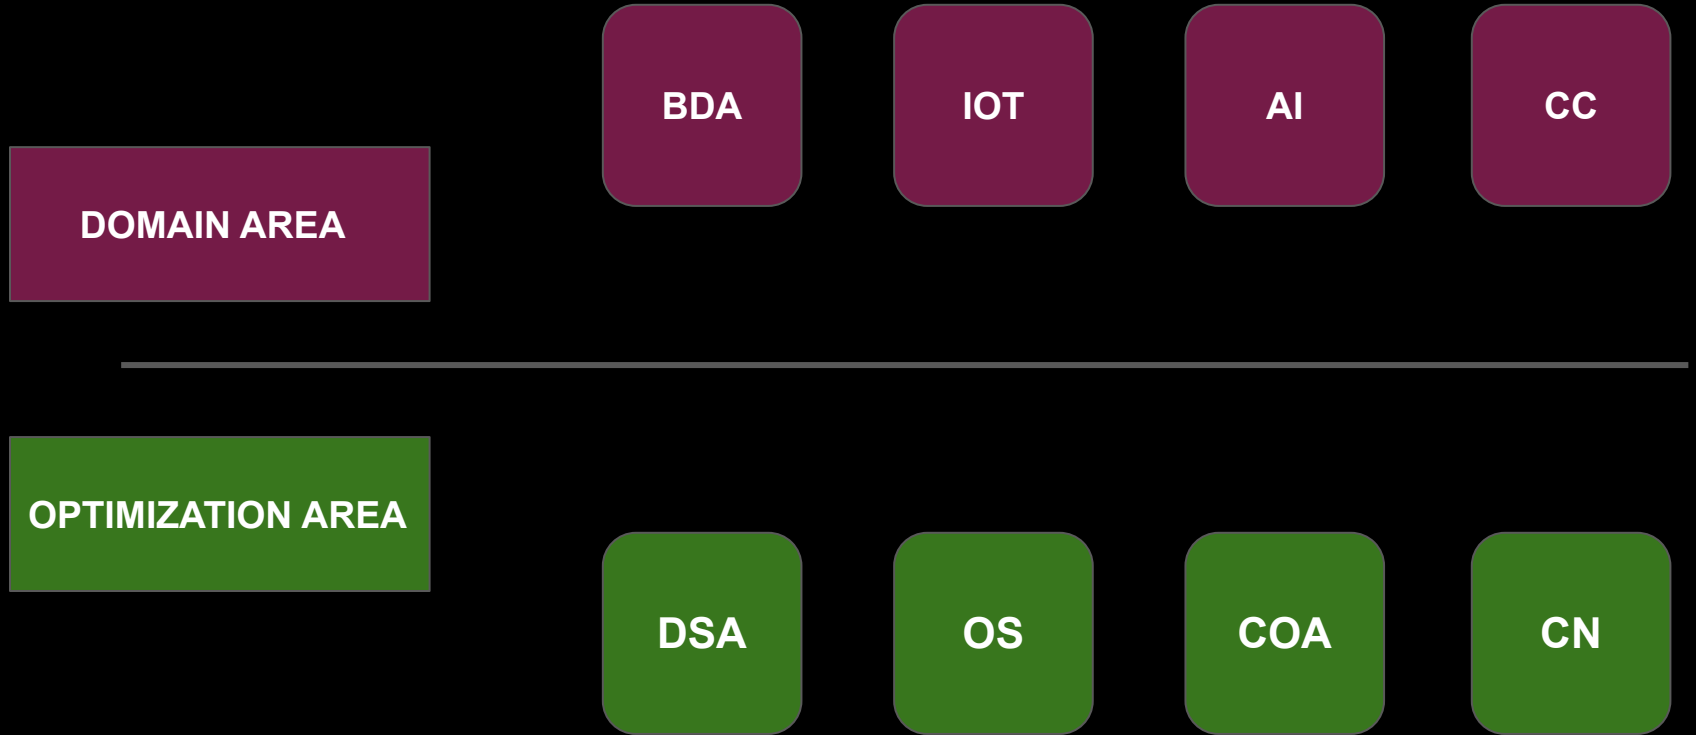 BDA
IOT
AI
CC
DOMAIN AREA
OPTIMIZATION AREA
DSA
OS
COA
CN